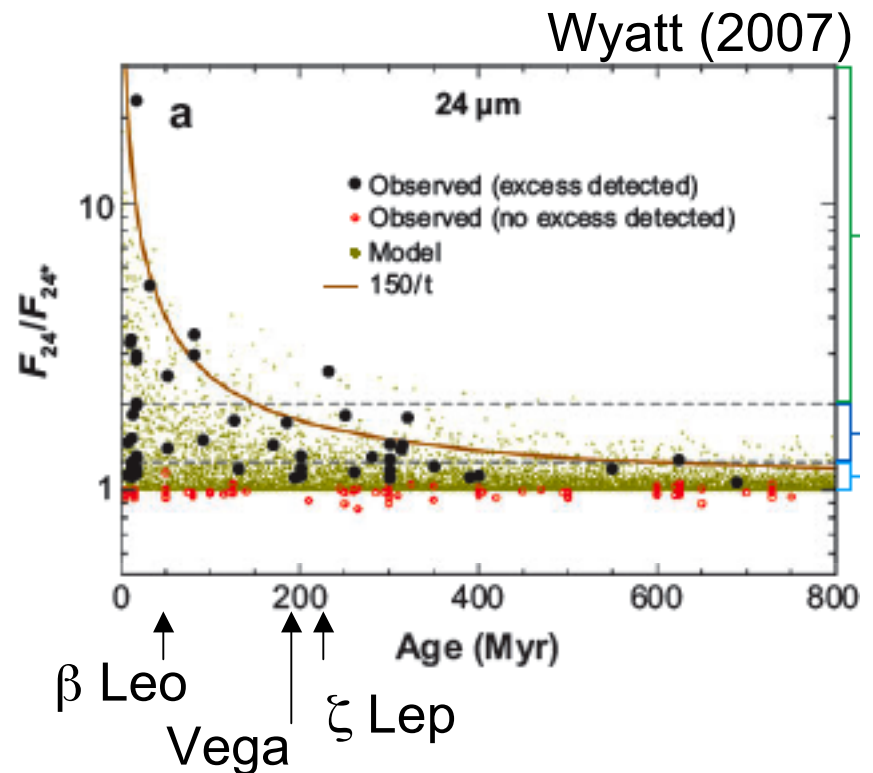 Wyatt (2007)
a
24 µm
Observed (excess detected)
Observed (no excess detected)
Model
150/t
10
1
F24/F24*
0 200 400 600 800
Age (Myr)
β Leo
Vega
ζ Lep